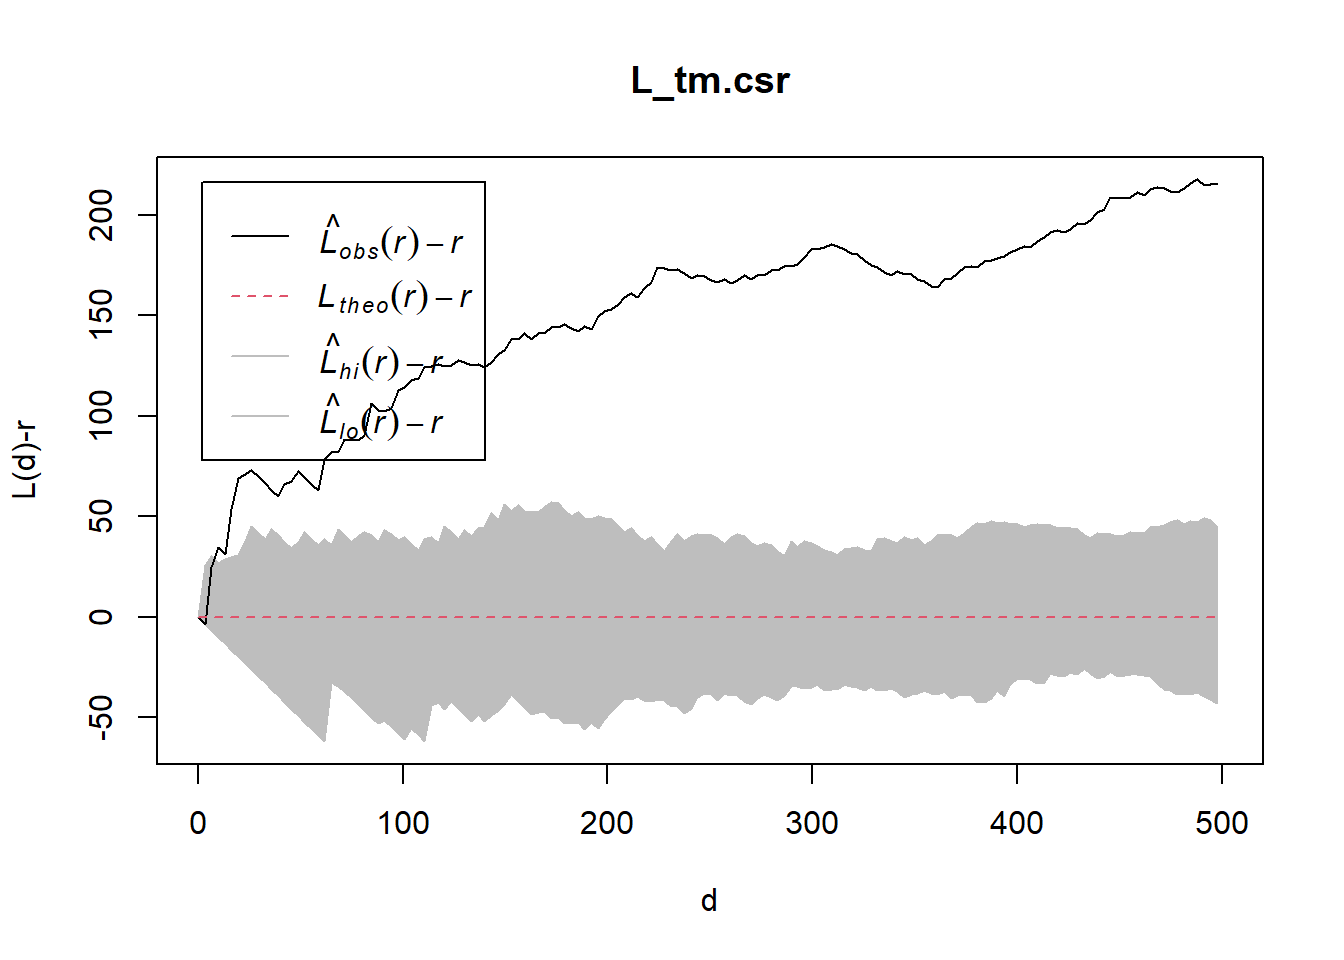 L_tm.csr
L̂obs(r) − r
Ltheo(r) − r
L̂hi(r) − r
L̂lo(r) − r
L(d)-r
200
150
100
50
0
-50
0 100 200 300 400 500
d